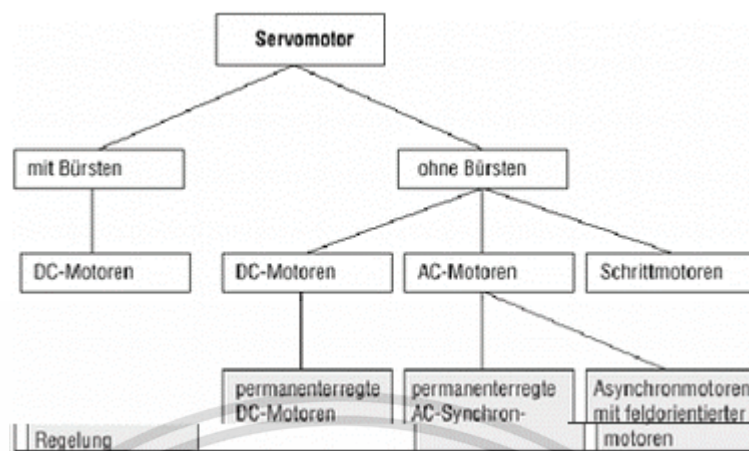 Servomotor
mit Bürsten
ohne Bürsten
DC-Motoren
DC-Motoren
AC-Motoren
Schrittmotoren
permanenterregte
DC-Motoren
permanenterregte
AC-Synchron-
Asynchronmotoren
mit feldorientierter
Regelung
motoren